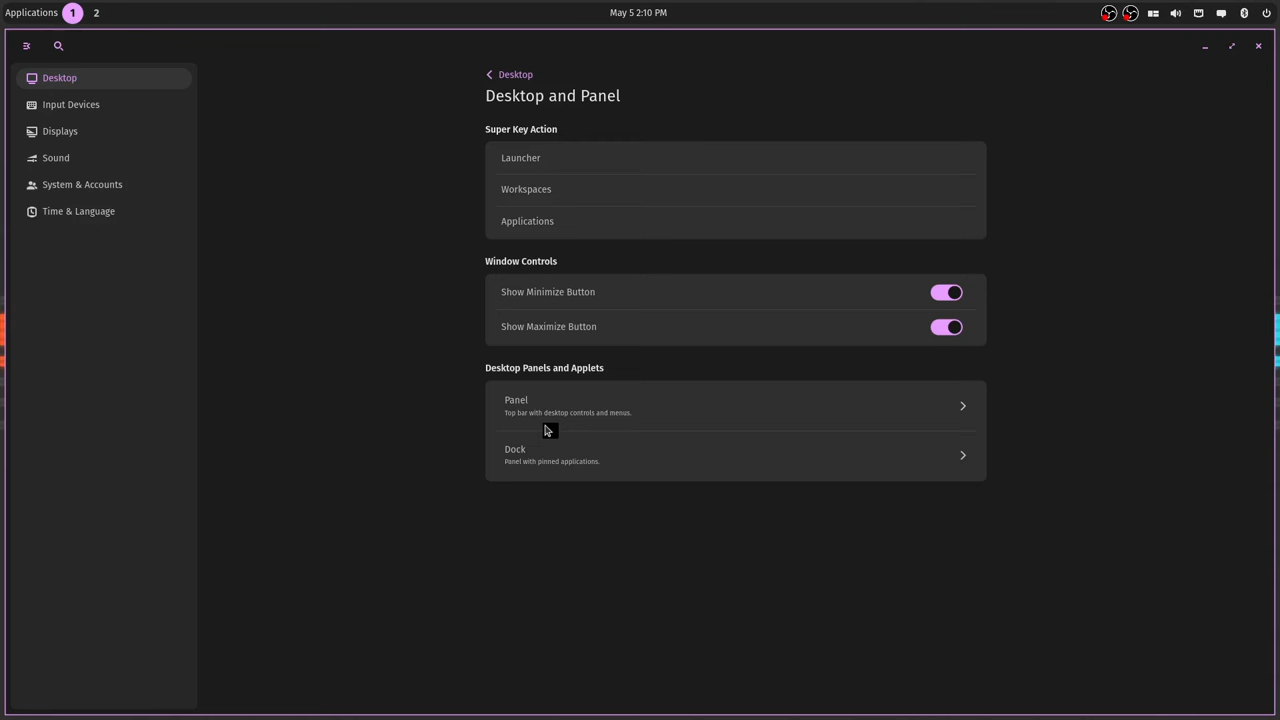 Applications 1 2
May 5 2:10 PM
Desktop
Input Devices
Displays
Sound
System & Accounts
Time & Language
Desktop
Desktop and Panel
Super Key Action
Launcher
Workspaces
Applications
Window Controls
Show Minimize Button
Show Maximize Button
Desktop Panels and Applets
Panel
Top bar with desktop controls and menus.
Dock
Panel with pinned applications.